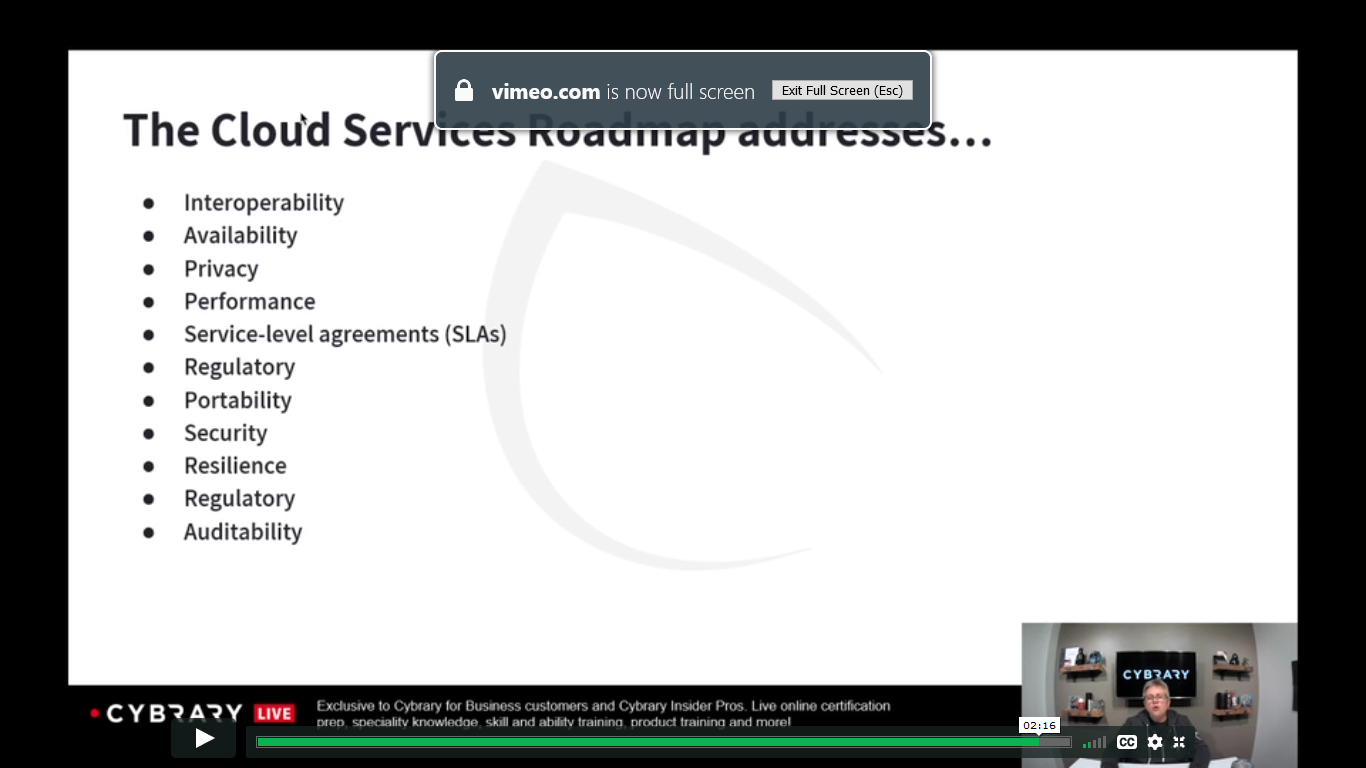 vimeo.com is now full screen
Exit Full Screen (Esc)
The Cloud Services Roadmap addresses...
● Interoperability
● Availability
● Privacy
● Performance
● Service-level agreements (SLAs)
● Regulatory
● Portability
● Security
● Resilience
● Regulatory
● Auditability
CYBRARY
CYBRARY LIVE
Exclusive to Cybrary for Business customers and Cybrary Insider Pros. Live online certification
prep, speciality knowledge, skill and ability training, product training and more!
02:16
CC